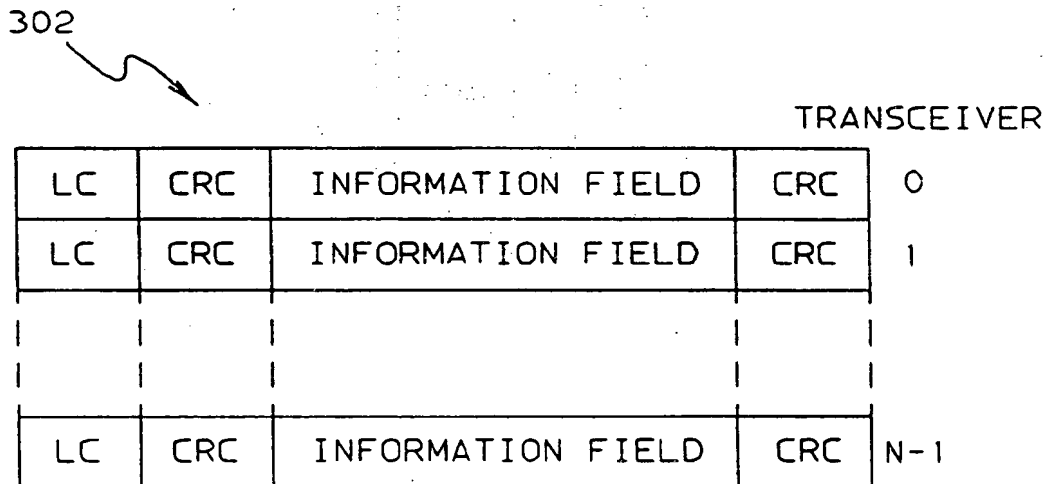 302
TRANSCEIVER
LC CRC INFORMATION FIELD CRC 0
LC CRC INFORMATION FIELD CRC 1
LC CRC INFORMATION FIELD CRC N-1